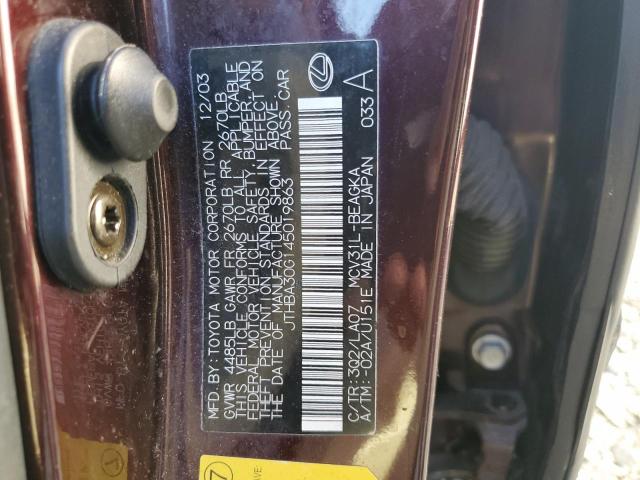 MFD BY:TOYOTA MOTOR CORPORATION 12/03
GVWR 4485LB GAWR FR 2670LB RR 2670LB
THIS VEHICLE CONFORMS TO ALL APPLICABLE
FEDERAL MOTOR VEHICLE SAFETY, BUMPER, AND
THEFT PREVENTION STANDARDS IN EFFECT ON
THE DATE OF MANUFACTURE SHOWN ABOVE.
JTHBA30G145019863 PASS.CAR
C/TR:3Q2/LA07 MCV31L-BEAGKA
A/TM:-02A/U151E MADE IN JAPAN 033 A